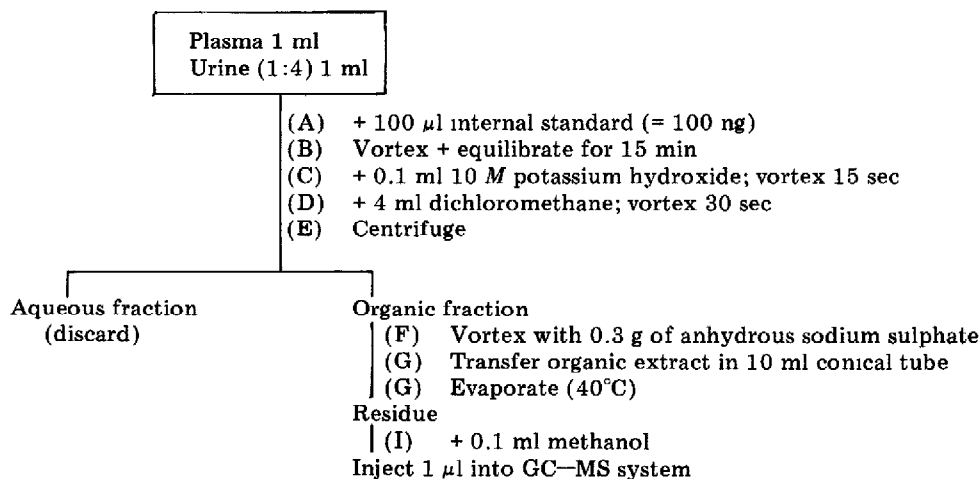 Plasma 1 ml
Urine (1:4) 1 ml
(A) + 100 μl internal standard (= 100 ng)
(B) Vortex + equilibrate for 15 min
(C) + 0.1 ml 10 M potassium hydroxide; vortex 15 sec
(D) + 4 ml dichloromethane; vortex 30 sec
(E) Centrifuge
Aqueous fraction
(discard)
Organic fraction
(F) Vortex with 0.3 g of anhydrous sodium sulphate
(G) Transfer organic extract in 10 ml conical tube
(G) Evaporate (40°C)
Residue
(I) + 0.1 ml methanol
Inject 1 μl into GC—MS system